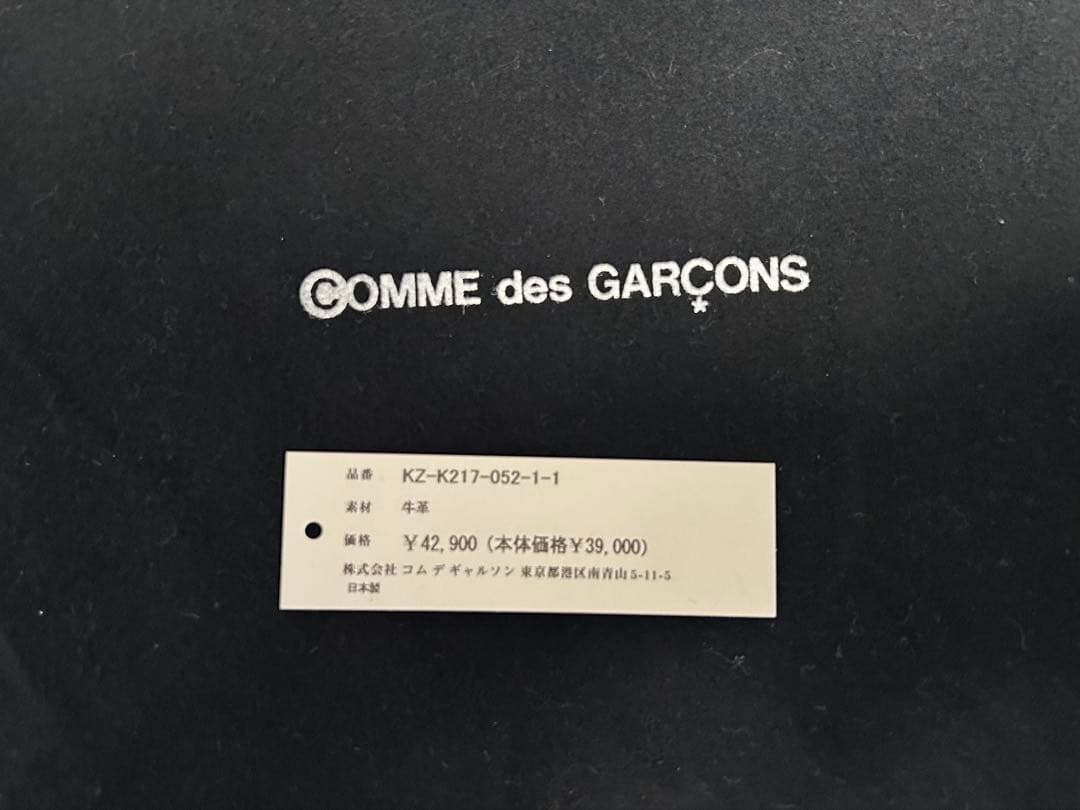 COMME des GARÇONS
品番 KZ-K217-052-1-1
素材 牛革
価格 ¥42,900 (本体価格¥39,000)
株式会社 コム デ ギャルソン 東京都港区南青山 5-11-5
日本製